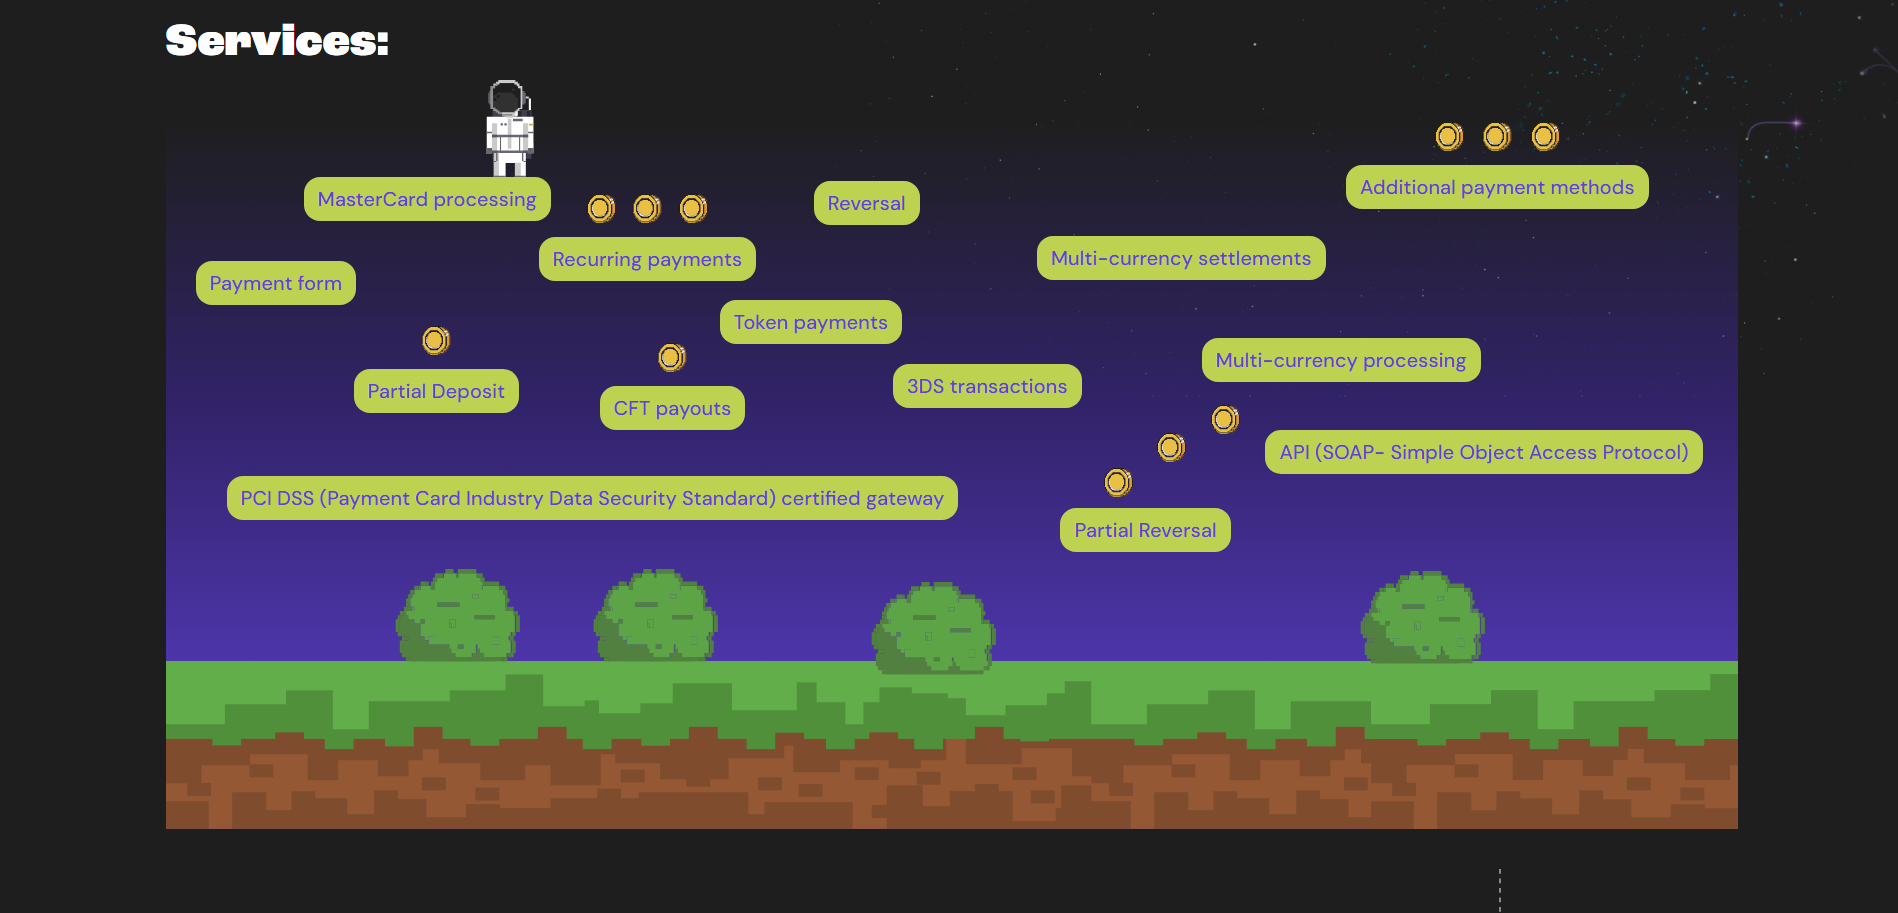 Services:
MasterCard processing
Reversal
Additional payment methods
Recurring payments
Multi-currency settlements
Payment form
Token payments
Multi-currency processing
Partial Deposit
3DS transactions
CFT payouts
API (SOAP- Simple Object Access Protocol)
PCI DSS (Payment Card Industry Data Security Standard) certified gateway
Partial Reversal